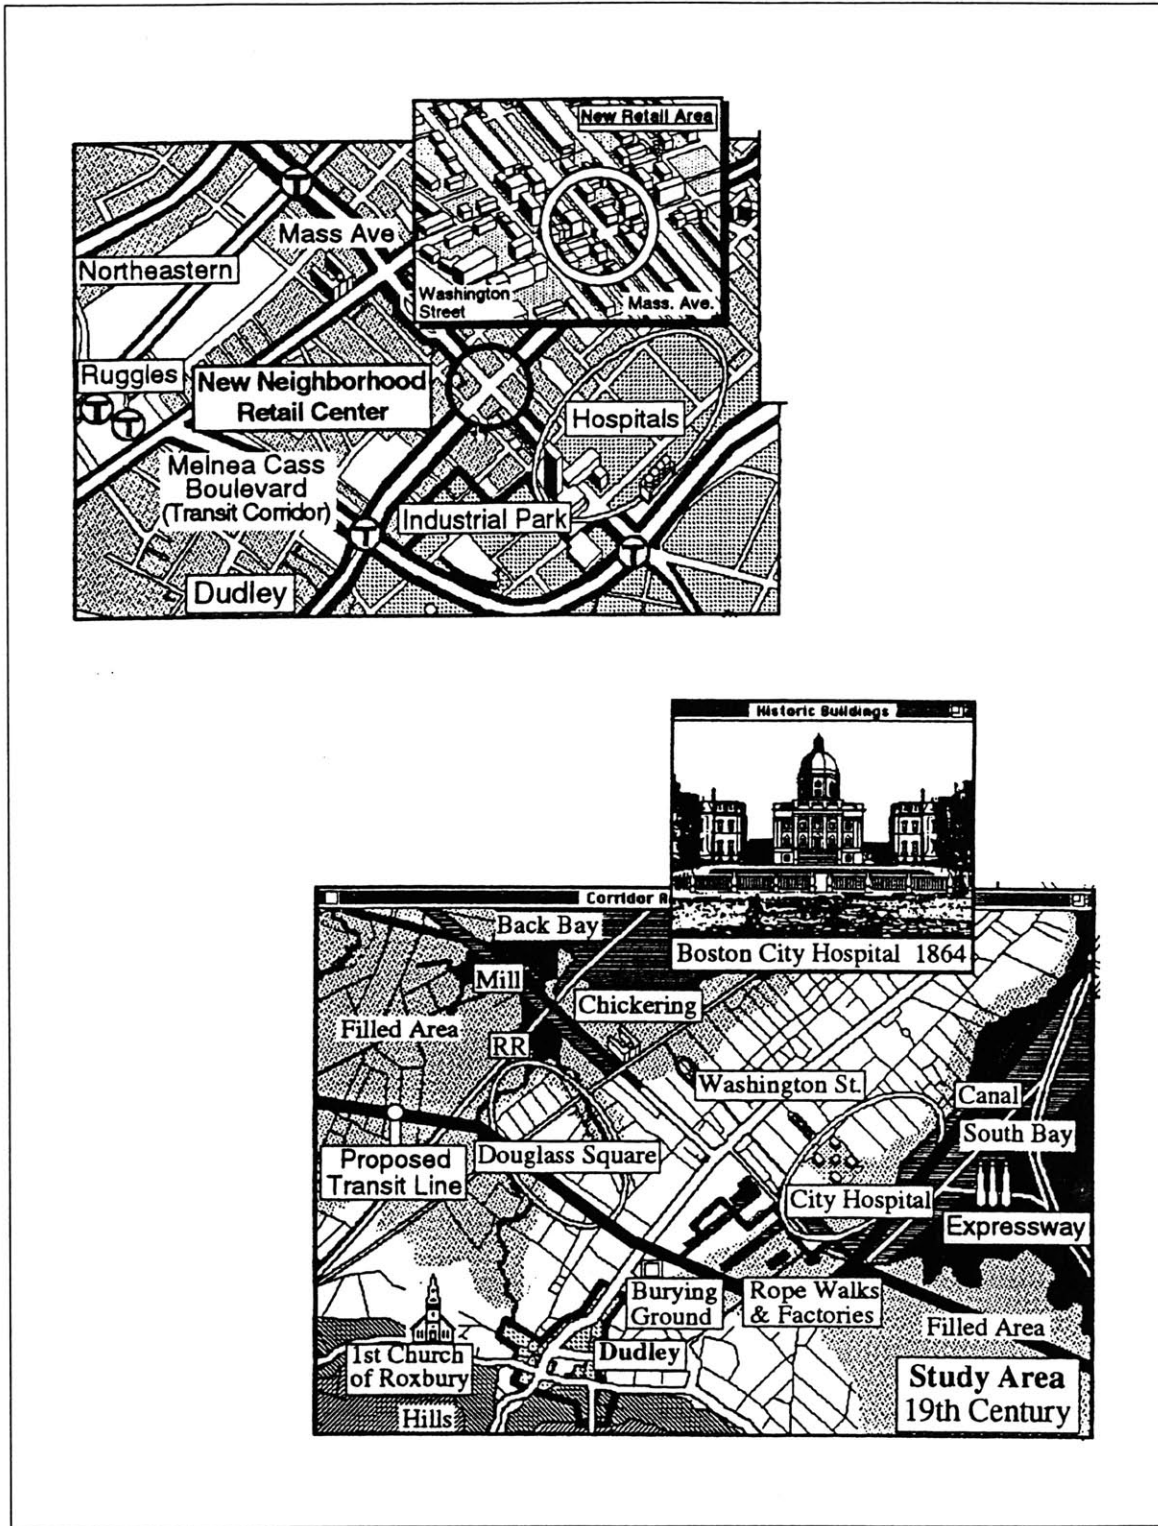 New Retail Area
Washington
Street
Mass. Ave.
T
Mass Ave
Northeastern
Ruggles
T
T
New Neighborhood
Retail Center
Hospitals
Melnea Cass
Boulevard
(Transit Corridor)
Industrial Park
T
T
Dudley
Historic Buildings
Boston City Hospital 1864
Corridor
Back Bay
Mill
Chickering
Filled Area
RR
Washington St.
Canal
South Bay
Proposed
Transit Line
Douglass Square
City Hospital
Expressway
Burying
Ground
Rope Walks
& Factories
Filled Area
1st Church
of Roxbury
Dudley
Hills
Study Area
19th Century